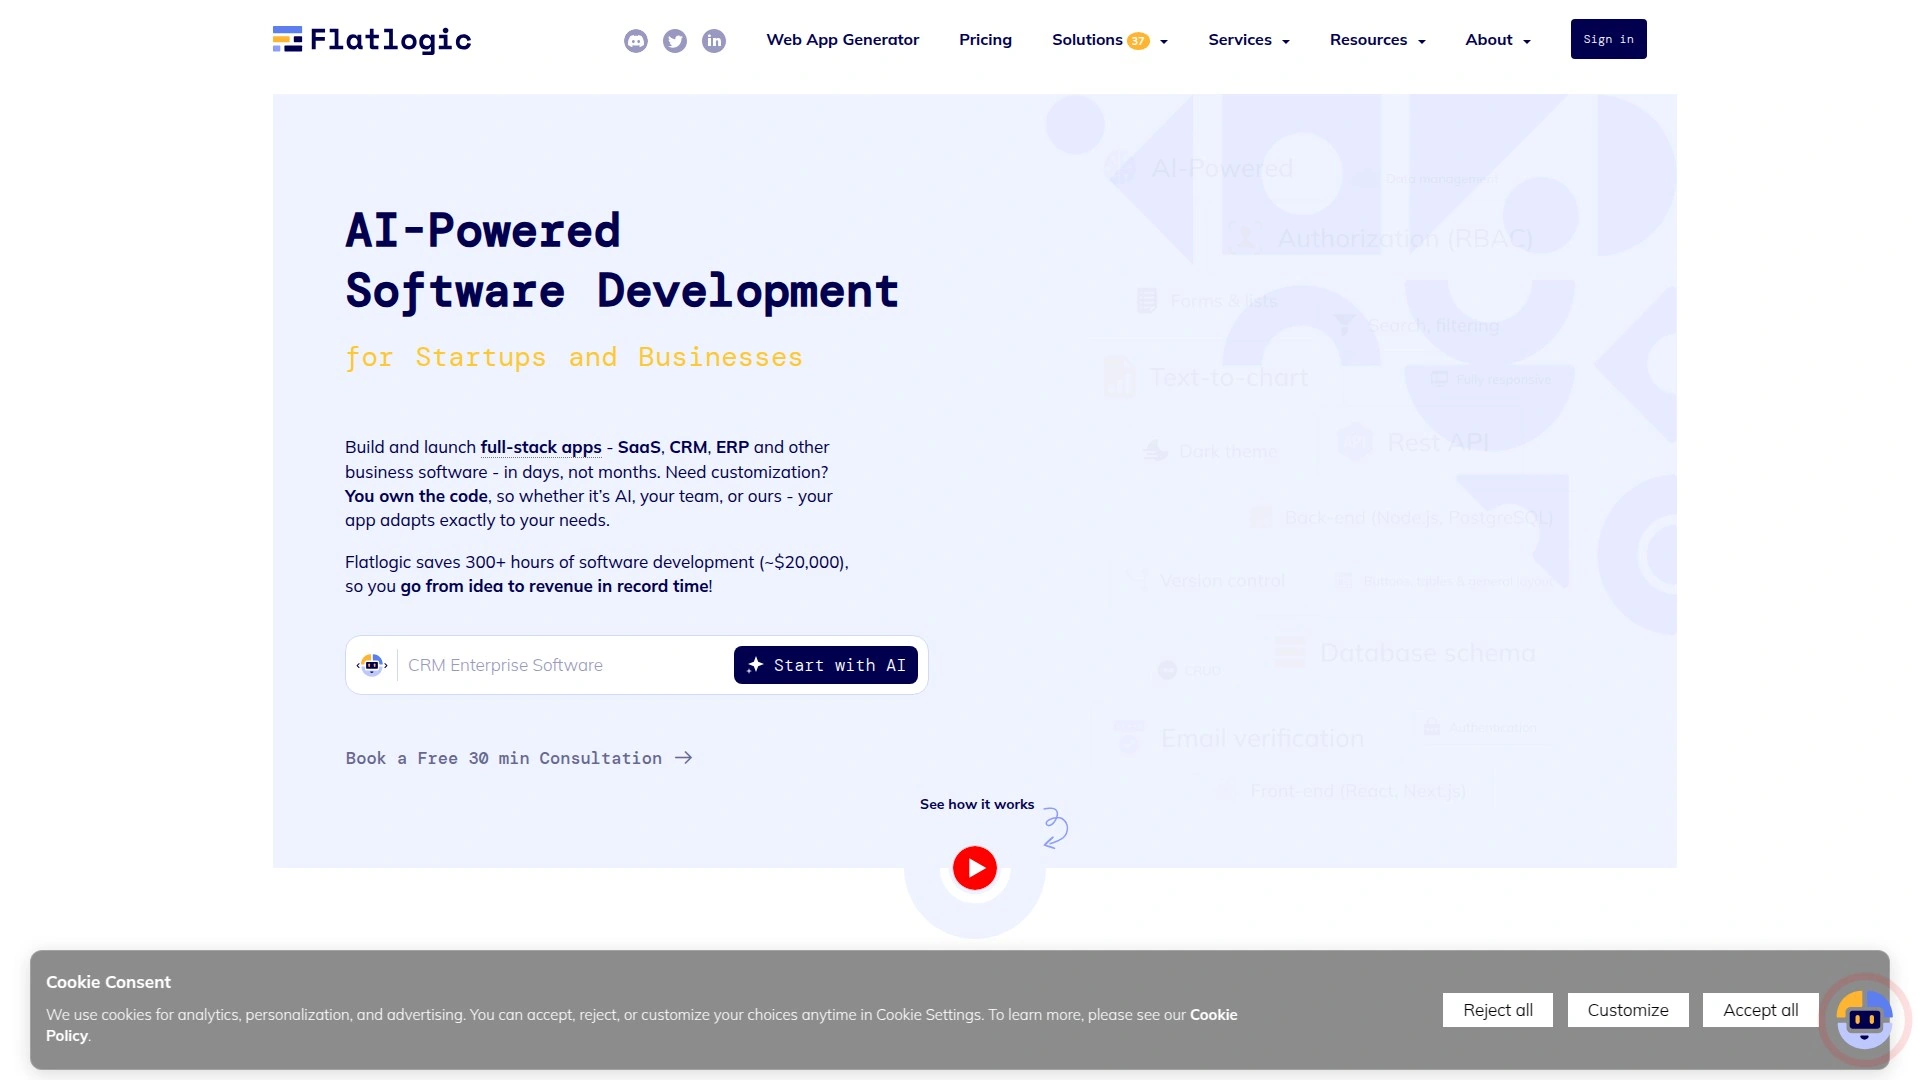 Flatlogic
Web App Generator
Pricing
Solutions 37
Services
Resources
About
Sign in
AI-Powered
Software Development
for Startups and Businesses
Build and launch full-stack apps - SaaS, CRM, ERP and other
business software - in days, not months. Need customization?
You own the code, so whether it’s AI, your team, or ours - your
app adapts exactly to your needs.
Flatlogic saves 300+ hours of software development (~$20,000),
so you go from idea to revenue in record time!
CRM Enterprise Software
Start with AI
Book a Free 30 min Consultation
See how it works
AI-Powered
Data management
Authorization (RBAC)
Forms & lists
Search, filtering
Text-to-chart
Fully responsive
Rest API
Dark theme
Back-end (Node.js, PostgreSQL)
Version control
Buttons, tables & general layout
Database schema
CRUD
Email verification
Authentication
Front-end (React, Next.js)
Cookie Consent
We use cookies for analytics, personalization, and advertising. You can accept, reject, or customize your choices anytime in Cookie Settings. To learn more, please see our Cookie
Policy.
Reject all
Customize
Accept all